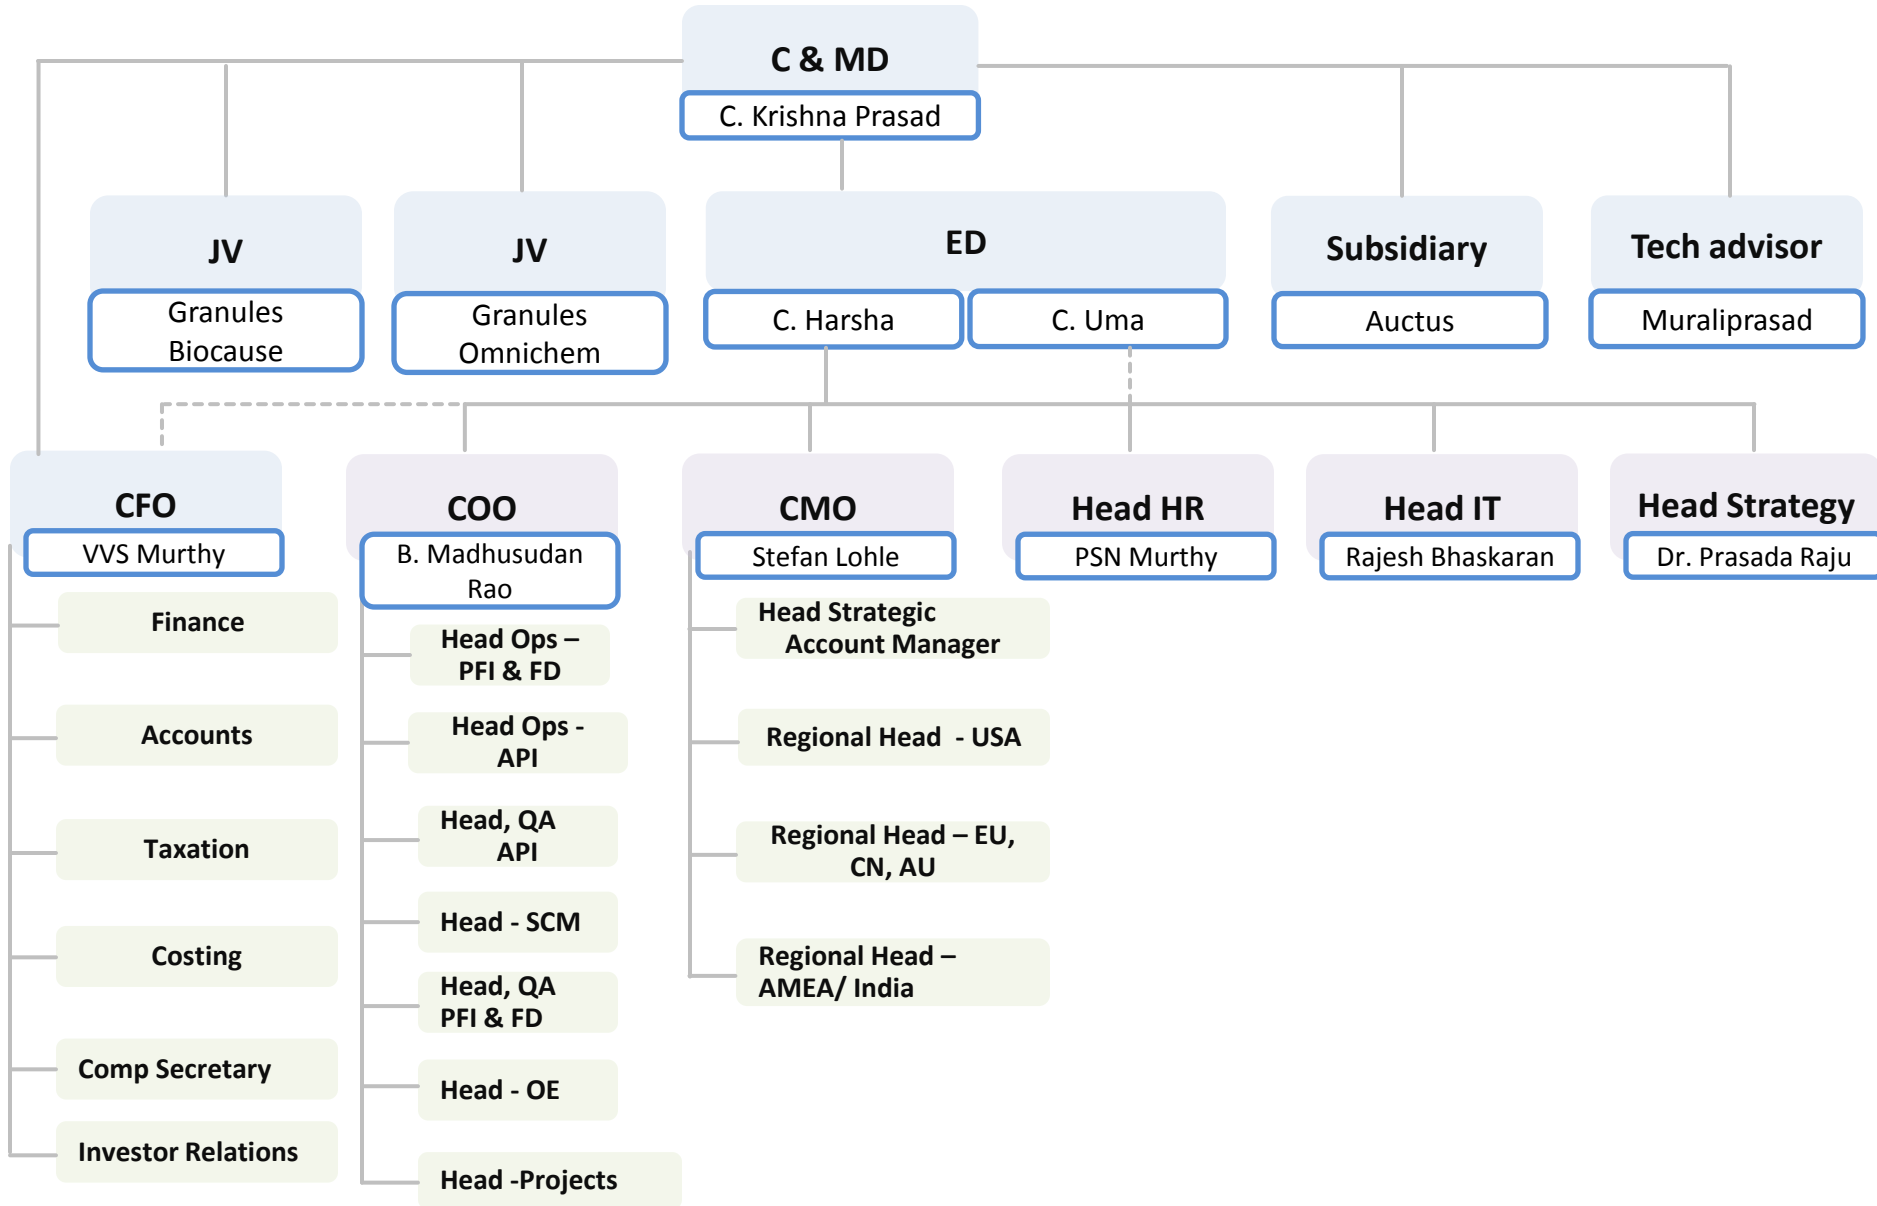 C & MD
C. Krishna Prasad
JV
Granules
Biocause
JV
Granules
Omnichem
ED
C. Harsha
C. Uma
Subsidiary
Auctus
Tech advisor
Muraliprasad
CFO
VVS Murthy
Finance
Accounts
Taxation
Costing
Comp Secretary
Investor Relations
COO
B. Madhusudan
Rao
Head Ops –
PFI & FD
Head Ops -
API
Head, QA
API
Head - SCM
Head, QA
PFI & FD
Head - OE
Head -Projects
CMO
Stefan Lohle
Head Strategic
Account Manager
Regional Head - USA
Regional Head – EU,
CN, AU
Regional Head –
AMEA/ India
Head HR
PSN Murthy
Head IT
Rajesh Bhaskaran
Head Strategy
Dr. Prasada Raju